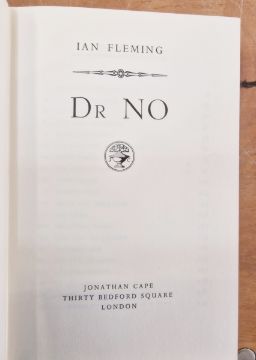 IAN FLEMING
DR NO
JONATHAN CAPE
THIRTY BEDFORD SQUARE
LONDON